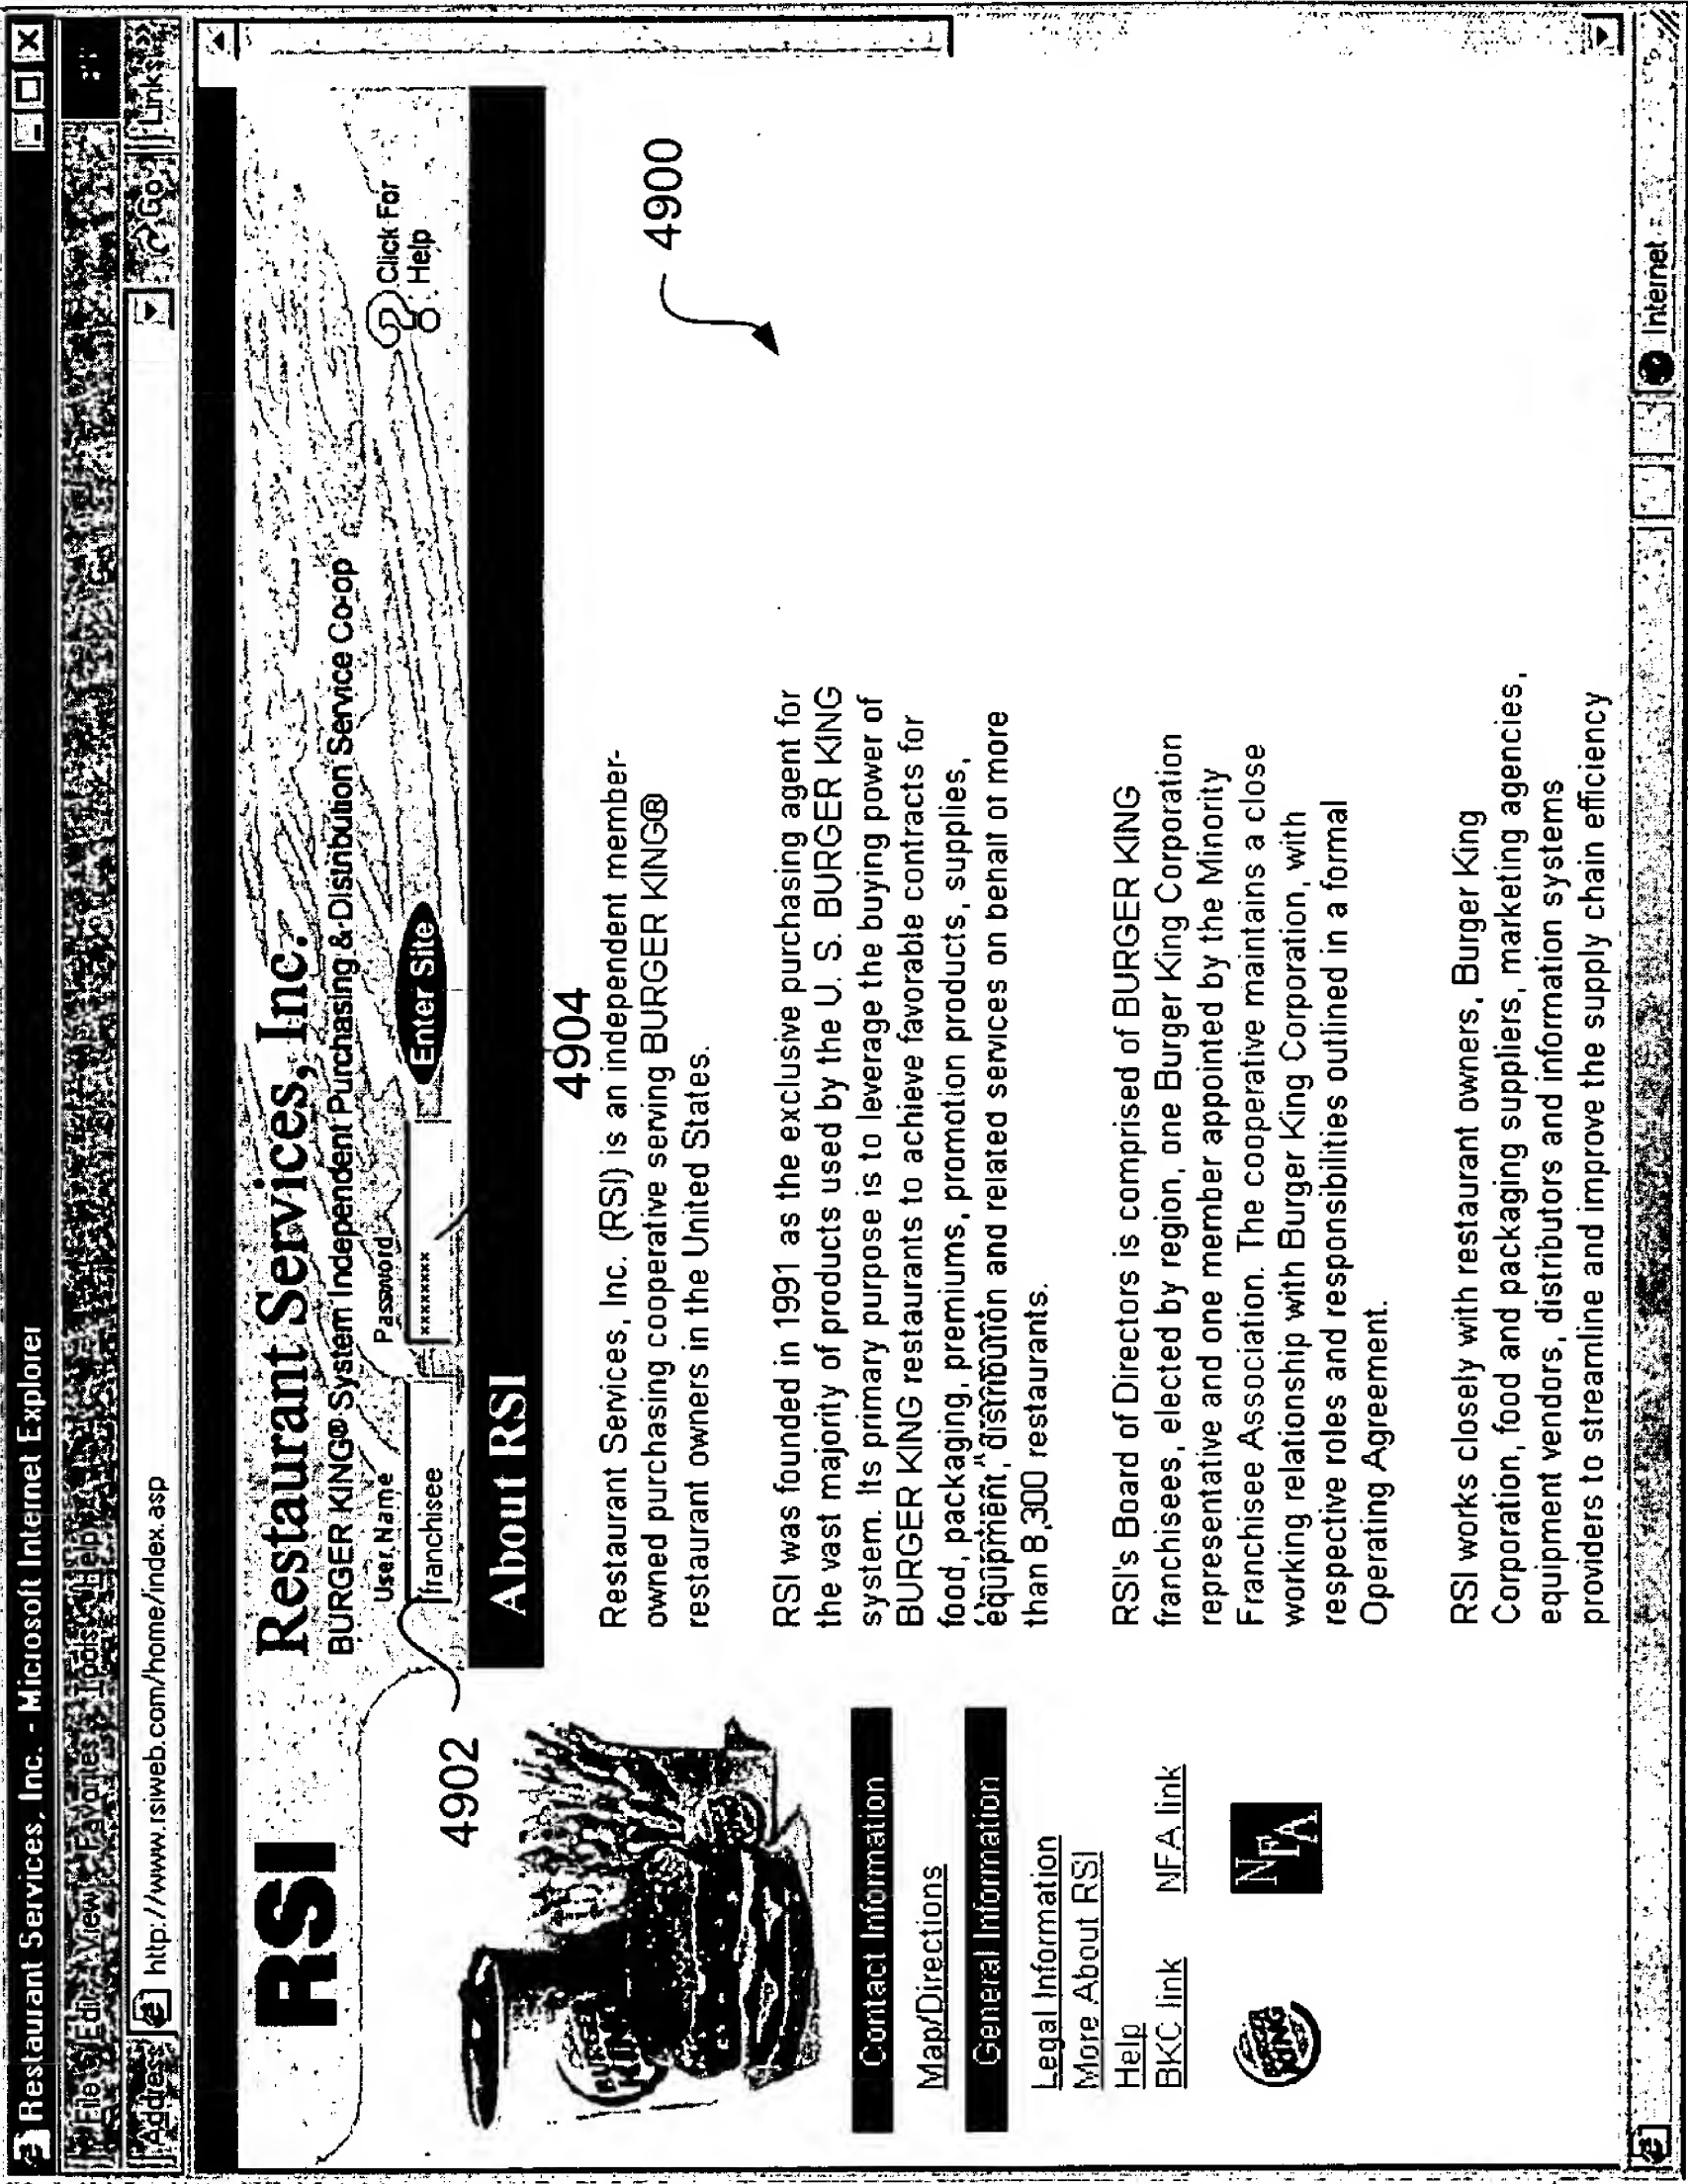 Restaurant Services, Inc. - Microsoft Internet Explorer
File Edit View Favorites Tools Help
Address http://www.rsiweb.com/home/index.asp Go Links »
RSI
Restaurant Services, Inc.
BURGER KING® System Independent Purchasing & Distribution Service Co-op
User Name Password
franchisee ********* Enter Site
Click For
Help
About RSI
4902
4904
4900
Restaurant Services, Inc. (RSI) is an independent member-
owned purchasing cooperative serving BURGER KING®
restaurant owners in the United States.
RSI was founded in 1991 as the exclusive purchasing agent for
the vast majority of products used by the U. S. BURGER KING
system. Its primary purpose is to leverage the buying power of
BURGER KING restaurants to achieve favorable contracts for
food, packaging, premiums, promotion products, supplies,
equipment, distribution and related services on behalf of more
than 8,300 restaurants.
RSI's Board of Directors is comprised of BURGER KING
franchisees, elected by region, one Burger King Corporation
representative and one member appointed by the Minority
Franchisee Association. The cooperative maintains a close
working relationship with Burger King Corporation, with
respective roles and responsibilities outlined in a formal
Operating Agreement.
RSI works closely with restaurant owners, Burger King
Corporation, food and packaging suppliers, marketing agencies,
equipment vendors, distributors and information systems
providers to streamline and improve the supply chain efficiency
Contact Information
Map/Directions
General Information
Legal Information
More About RSI
Help
BKC link NFA link
BURGER KING
NFA
Internet